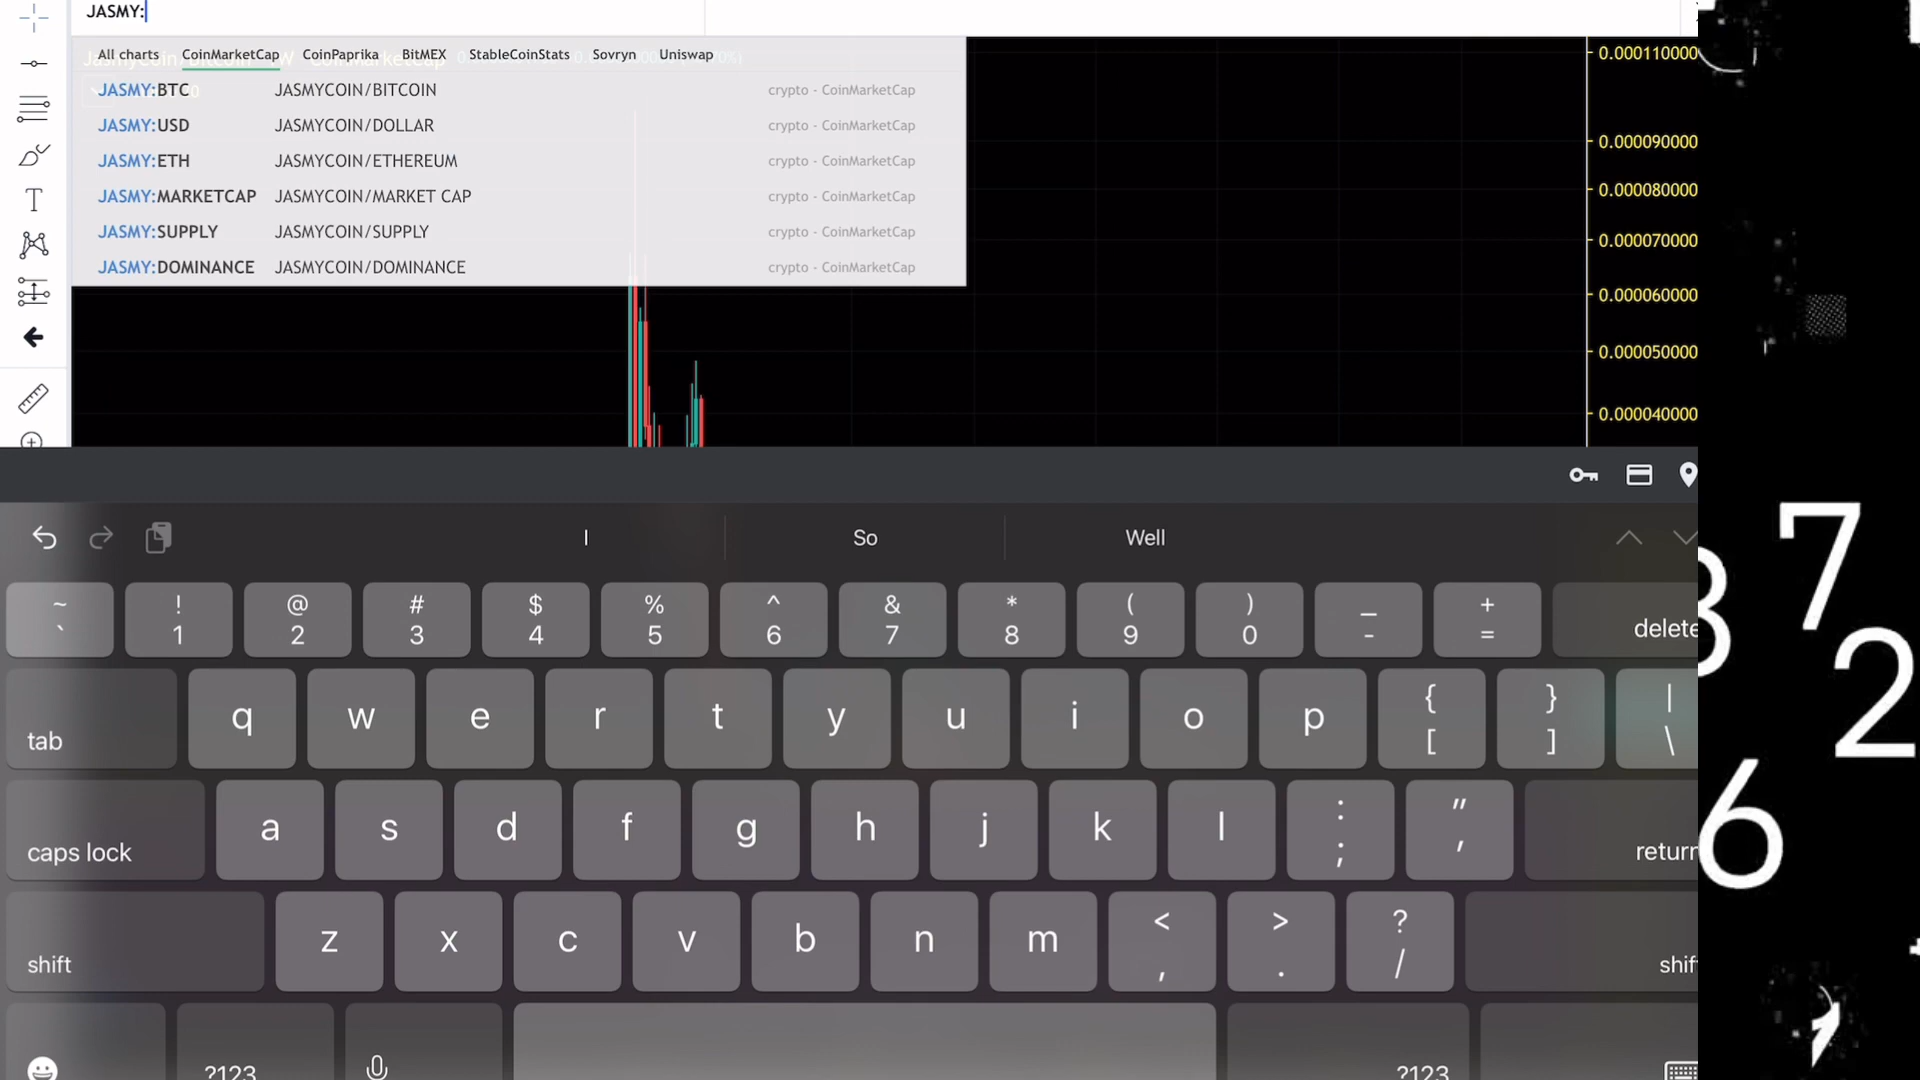 JASMY:
All charts CoinMarketCap CoinPaprika BitMEX StableCoinStats Sovryn Uniswap
JASMY:BTC JASMYCOIN/BITCOIN crypto - CoinMarketCap
JASMY:USD JASMYCOIN/DOLLAR crypto - CoinMarketCap
JASMY:ETH JASMYCOIN/ETHEREUM crypto - CoinMarketCap
JASMY:MARKETCAP JASMYCOIN/MARKET CAP crypto - CoinMarketCap
JASMY:SUPPLY JASMYCOIN/SUPPLY crypto - CoinMarketCap
JASMY:DOMINANCE JASMYCOIN/DOMINANCE crypto - CoinMarketCap
0.000110000
0.000090000
0.000080000
0.000070000
0.000060000
0.000050000
0.000040000
I So Well
~ ! @ # $ % ^ & * ( ) _ +
` 1 2 3 4 5 6 7 8 9 0 - = delete
tab q w e r t y u i o p { [ } ] | \
caps lock a s d f g h j k l : ; " ' return
shift z x c v b n m < , > . ? / shift
?123 ?123
7
3
2
6